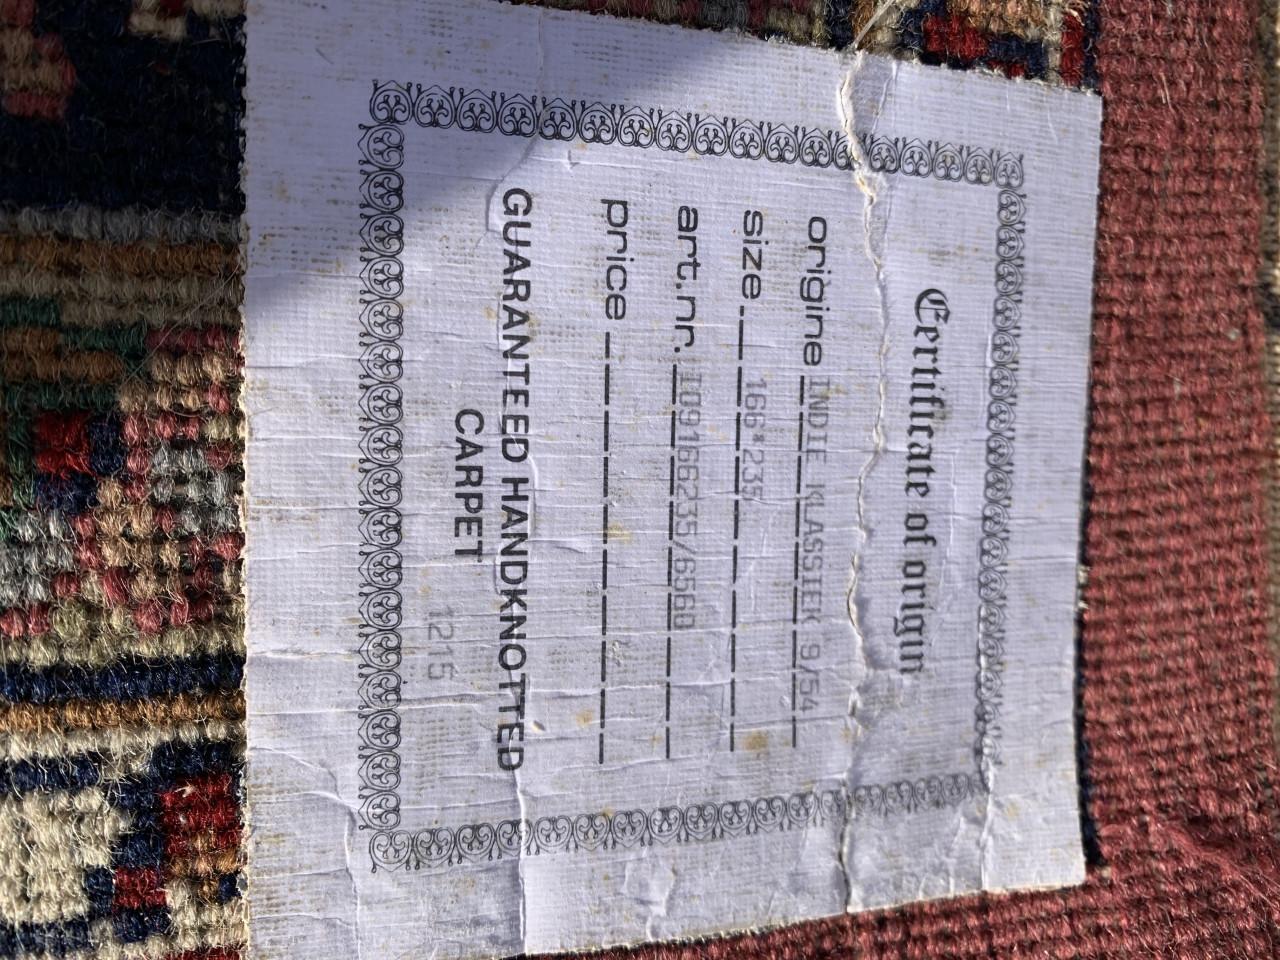 Certificate of origin
origine INDIE KLASSIEK 9/54
size. 166*235
art.nr. I09166235/6560
price
GUARANTEED HANDKNOTTED
CARPET
1215